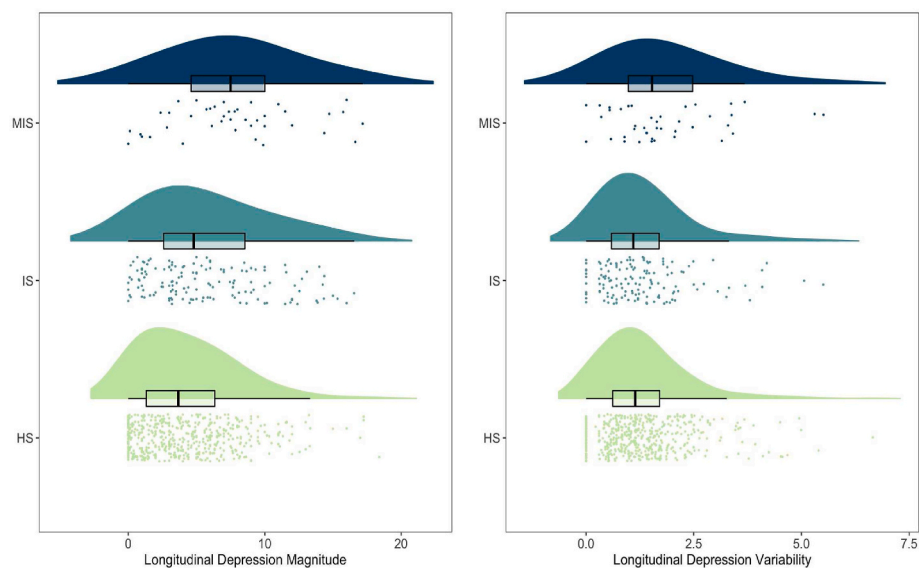 MIS
MIS
IS
IS
HS
HS
0 10 20
0.0 2.5 5.0 7.5
Longitudinal Depression Magnitude
Longitudinal Depression Variability